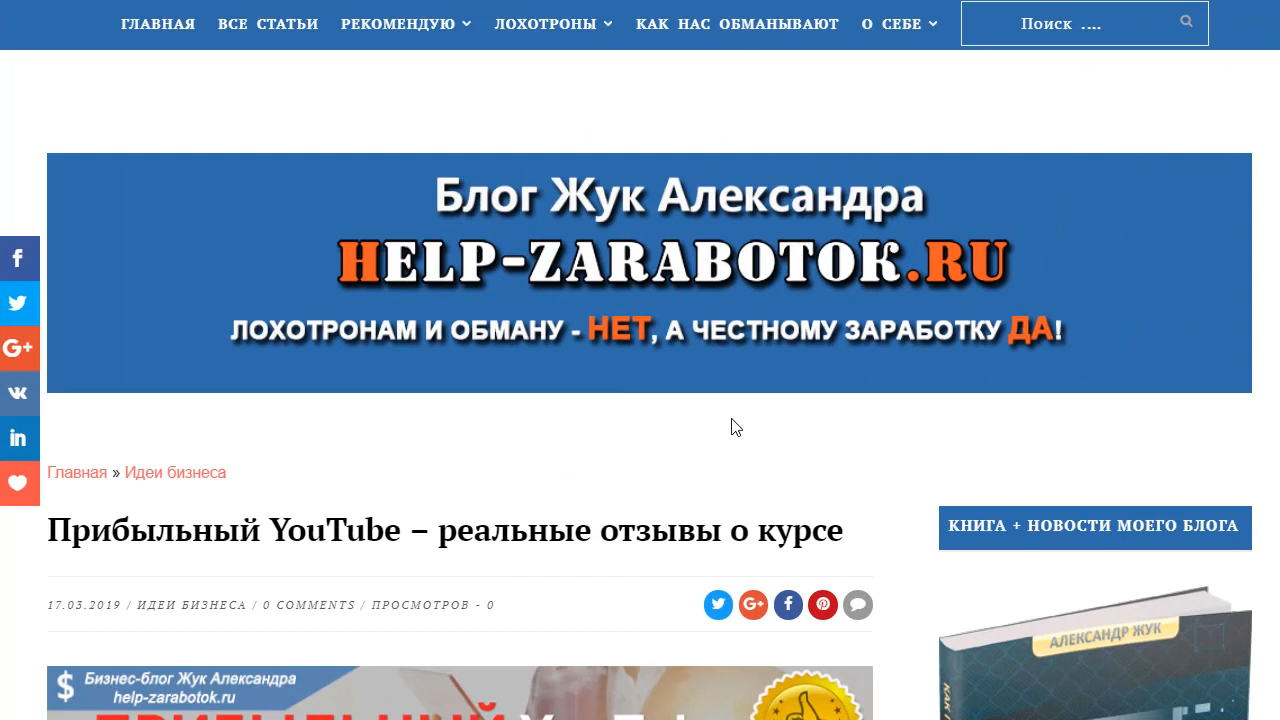 ГЛАВНАЯ ВСЕ СТАТЬИ РЕКОМЕНДУЮ ЛОХОТРОНЫ КАК НАС ОБМАНЫВАЮТ О СЕБЕ Поиск ....
Блог Жук Александра
HELP-ZARABOTOK.RU
ЛОХОТРОНАМ И ОБМАНУ - НЕТ, А ЧЕСТНОМУ ЗАРАБОТКУ ДА!
Главная » Идеи бизнеса
Прибыльный YouTube – реальные отзывы о курсе
17.03.2019 / ИДЕИ БИЗНЕСА / 0 COMMENTS / ПРОСМОТРОВ - 0
Бизнес-блог Жук Александра
help-zarabotok.ru
ПРИБЫЛЬНЫЙ YouTube
КНИГА + НОВОСТИ МОЕГО БЛОГА
АЛЕКСАНДР ЖУК